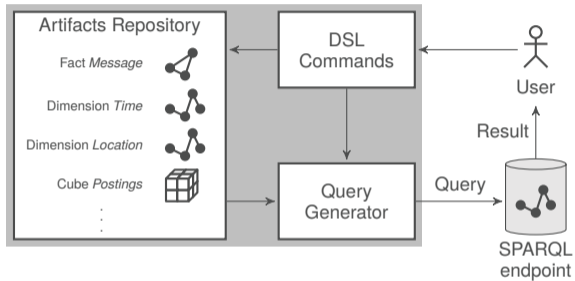 Artifacts Repository
Fact Message
Dimension Time
Dimension Location
Cube Postings
DSL
Commands
User
Result
Query
Generator
Query
SPARQL
endpoint